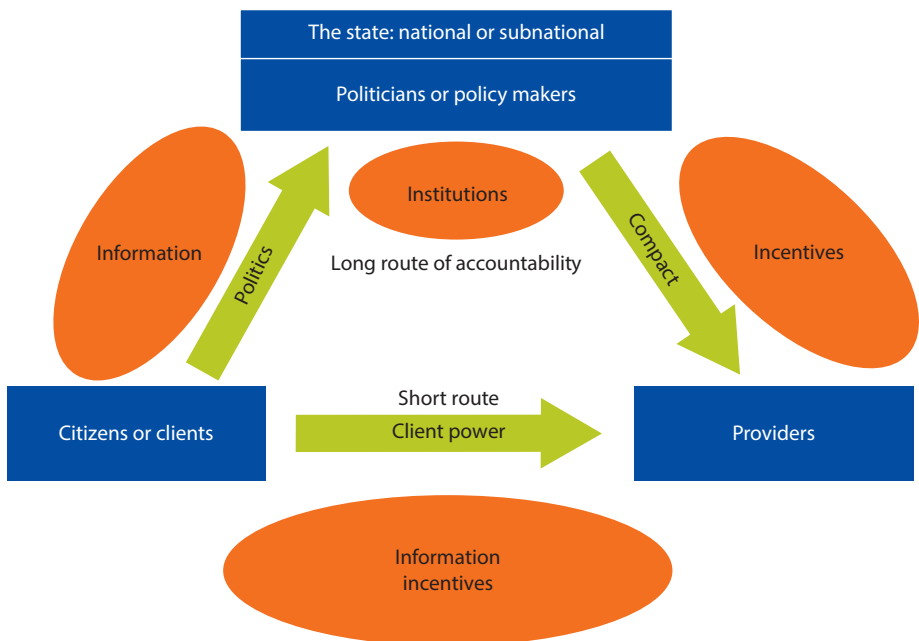 The state: national or subnational
Politicians or policy makers
Information
Politics
Institutions
Long route of accountability
Compact
Incentives
Citizens or clients
Short route
Client power
Providers
Information
incentives